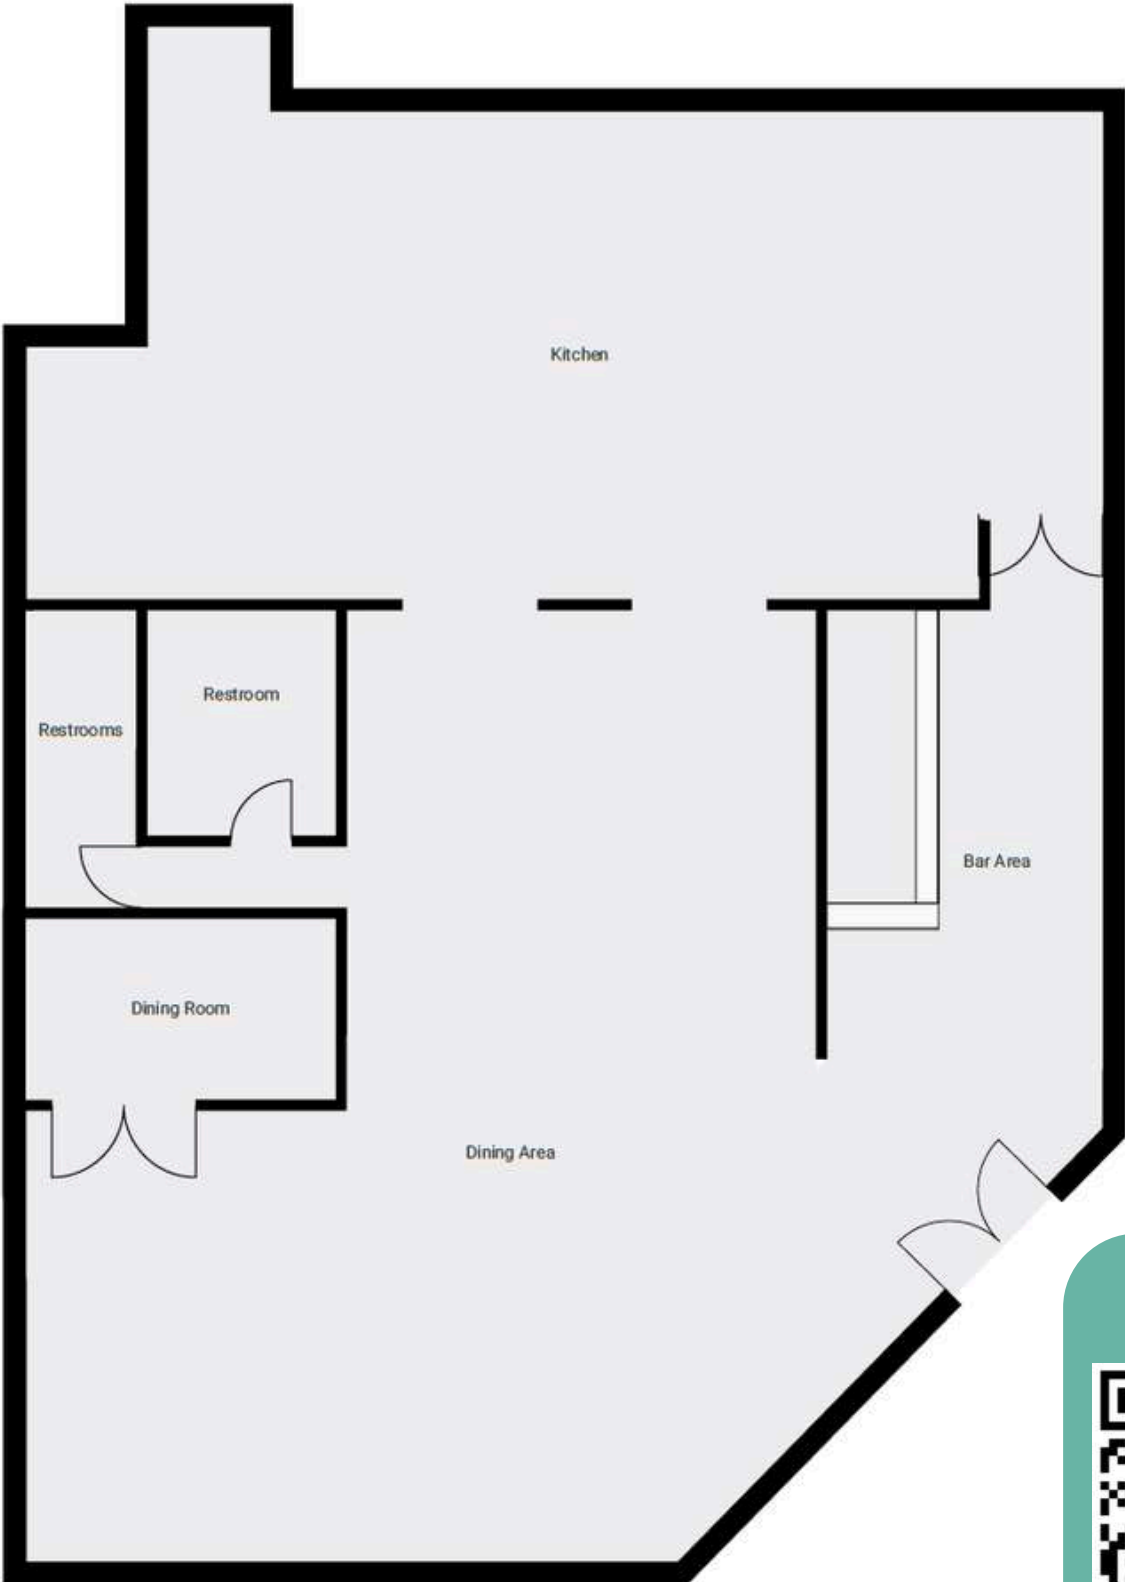 Kitchen
Restroom
Restrooms
Bar Area
Dining Room
Dining Area